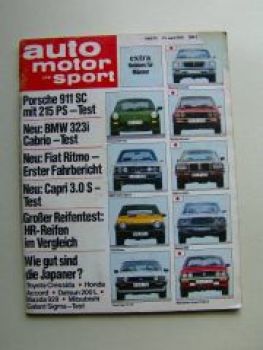 auto
motor
und
sport
extra
Porsche 911 SC
mit 215 PS – Test
Neu: BMW 323i
Cabrio – Test
Neu: Fiat Ritmo –
Erster Fahrbericht
Neu: Capri 3.0 S –
Test
Großer Reifentest:
HR-Reifen
im Vergleich
Wie gut sind
die Japaner?
Toyota Cressida • Honda
Accord • Datsun 200 L •
Mazda 929 • Mitsubishi
Galant Sigma – Test